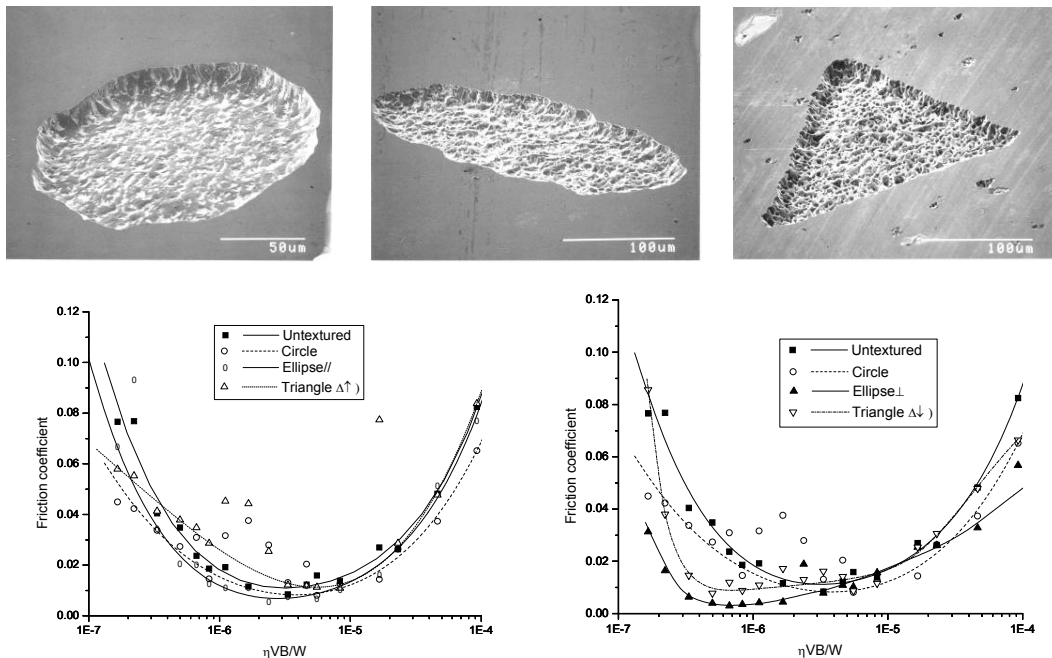 50um
100um
100um
0.12
0.10
0.08
0.06
0.04
0.02
0.00
Friction coefficient
Untextured
Circle
Ellipse//
Triangle Δ↑ )
1E-7
1E-6
1E-5
1E-4
ηVB/W
0.12
0.10
0.08
0.06
0.04
0.02
0.00
Friction coefficient
Untextured
Circle
Ellipse⊥
Triangle Δ↓ )
1E-7
1E-6
1E-5
1E-4
ηVB/W